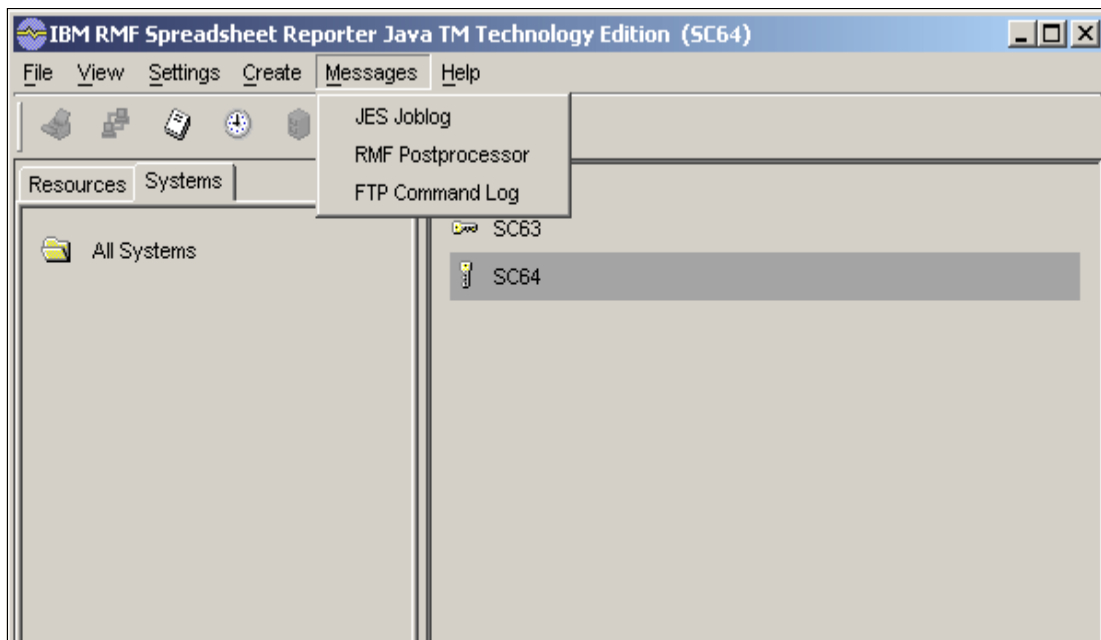 IBM RMF Spreadsheet Reporter Java TM Technology Edition (SC64)
File View Settings Create Messages Help
JES Joblog
RMF Postprocessor
FTP Command Log
Resources Systems
All Systems
SC63
SC64